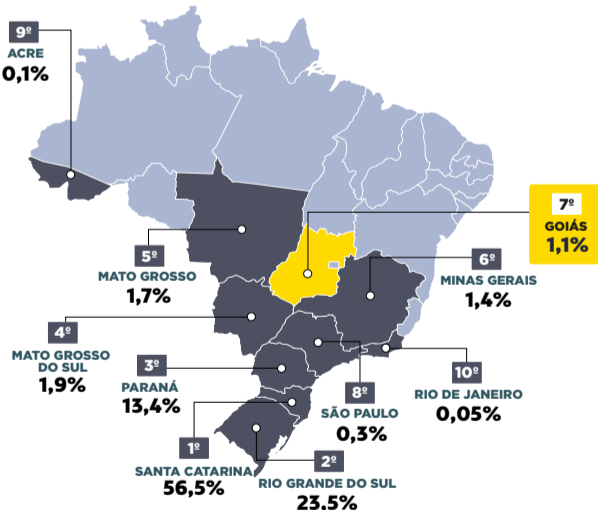 9º
ACRE
0,1%
7º
GOIÁS
1,1%
5º
MATO GROSSO
1,7%
6º
MINAS GERAIS
1,4%
4º
MATO GROSSO
DO SUL
1,9%
3º
PARANÁ
13,4%
8º
SÃO PAULO
0,3%
10º
RIO DE JANEIRO
0,05%
1º
SANTA CATARINA
56,5%
2º
RIO GRANDE DO SUL
23,5%